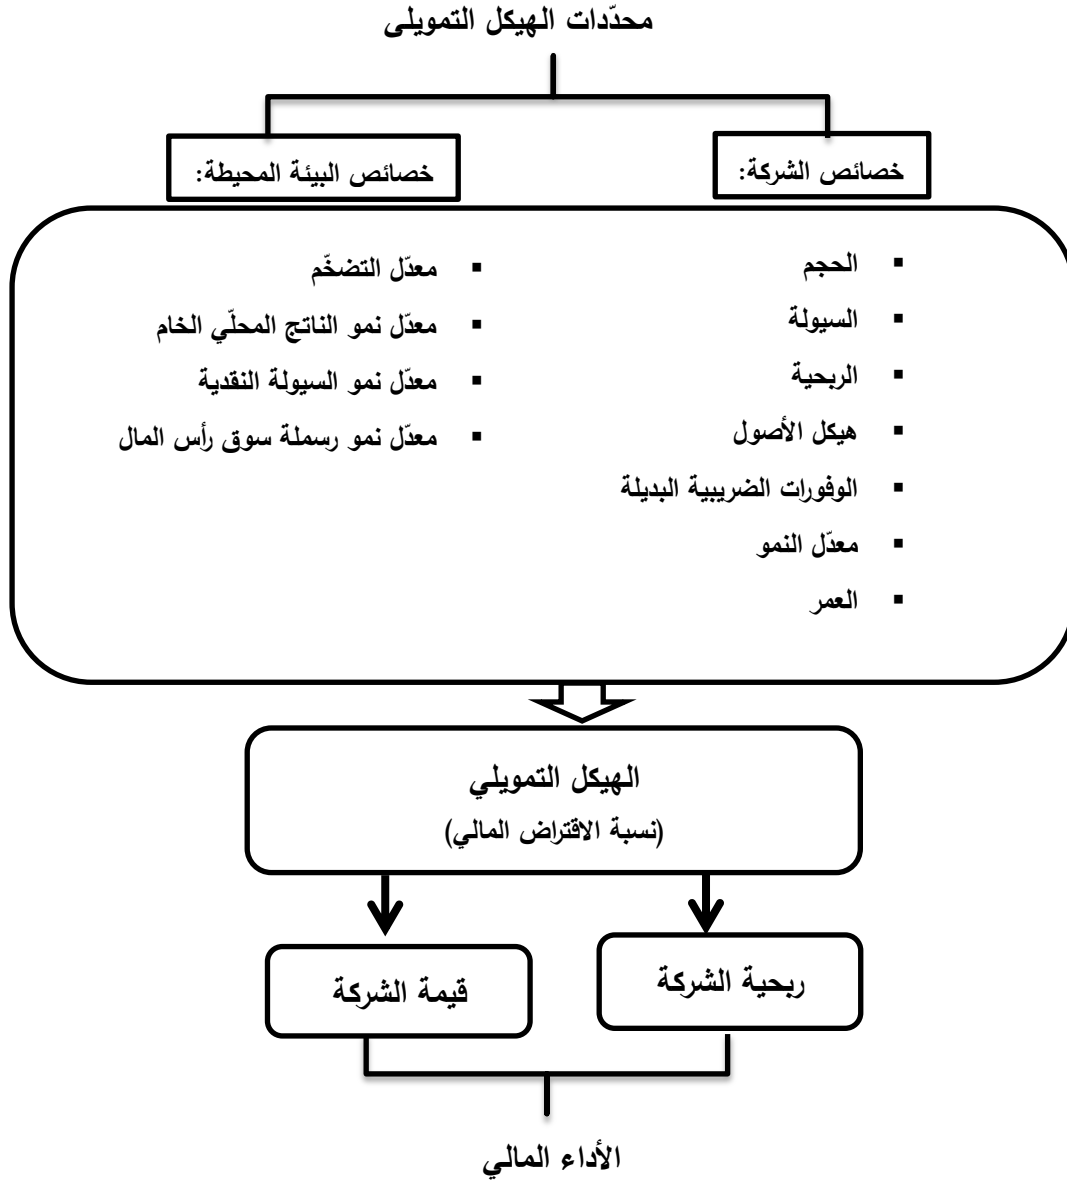 محدّدات الهيكل التمويلي
خصائص الشركة:
خصائص البيئة المحيطة:
▪ الحجم
▪ السيولة
▪ الربحية
▪ هيكل الأصول
▪ الوفورات الضريبية البديلة
▪ معدّل النمو
▪ العمر
▪ معدّل التضخّم
▪ معدّل نمو الناتج المحلّي الخام
▪ معدّل نمو السيولة النقدية
▪ معدّل نمو رسملة سوق رأس المال
الهيكل التمويلي
(نسبة الاقتراض المالي)
ربحية الشركة
قيمة الشركة
الأداء المالي